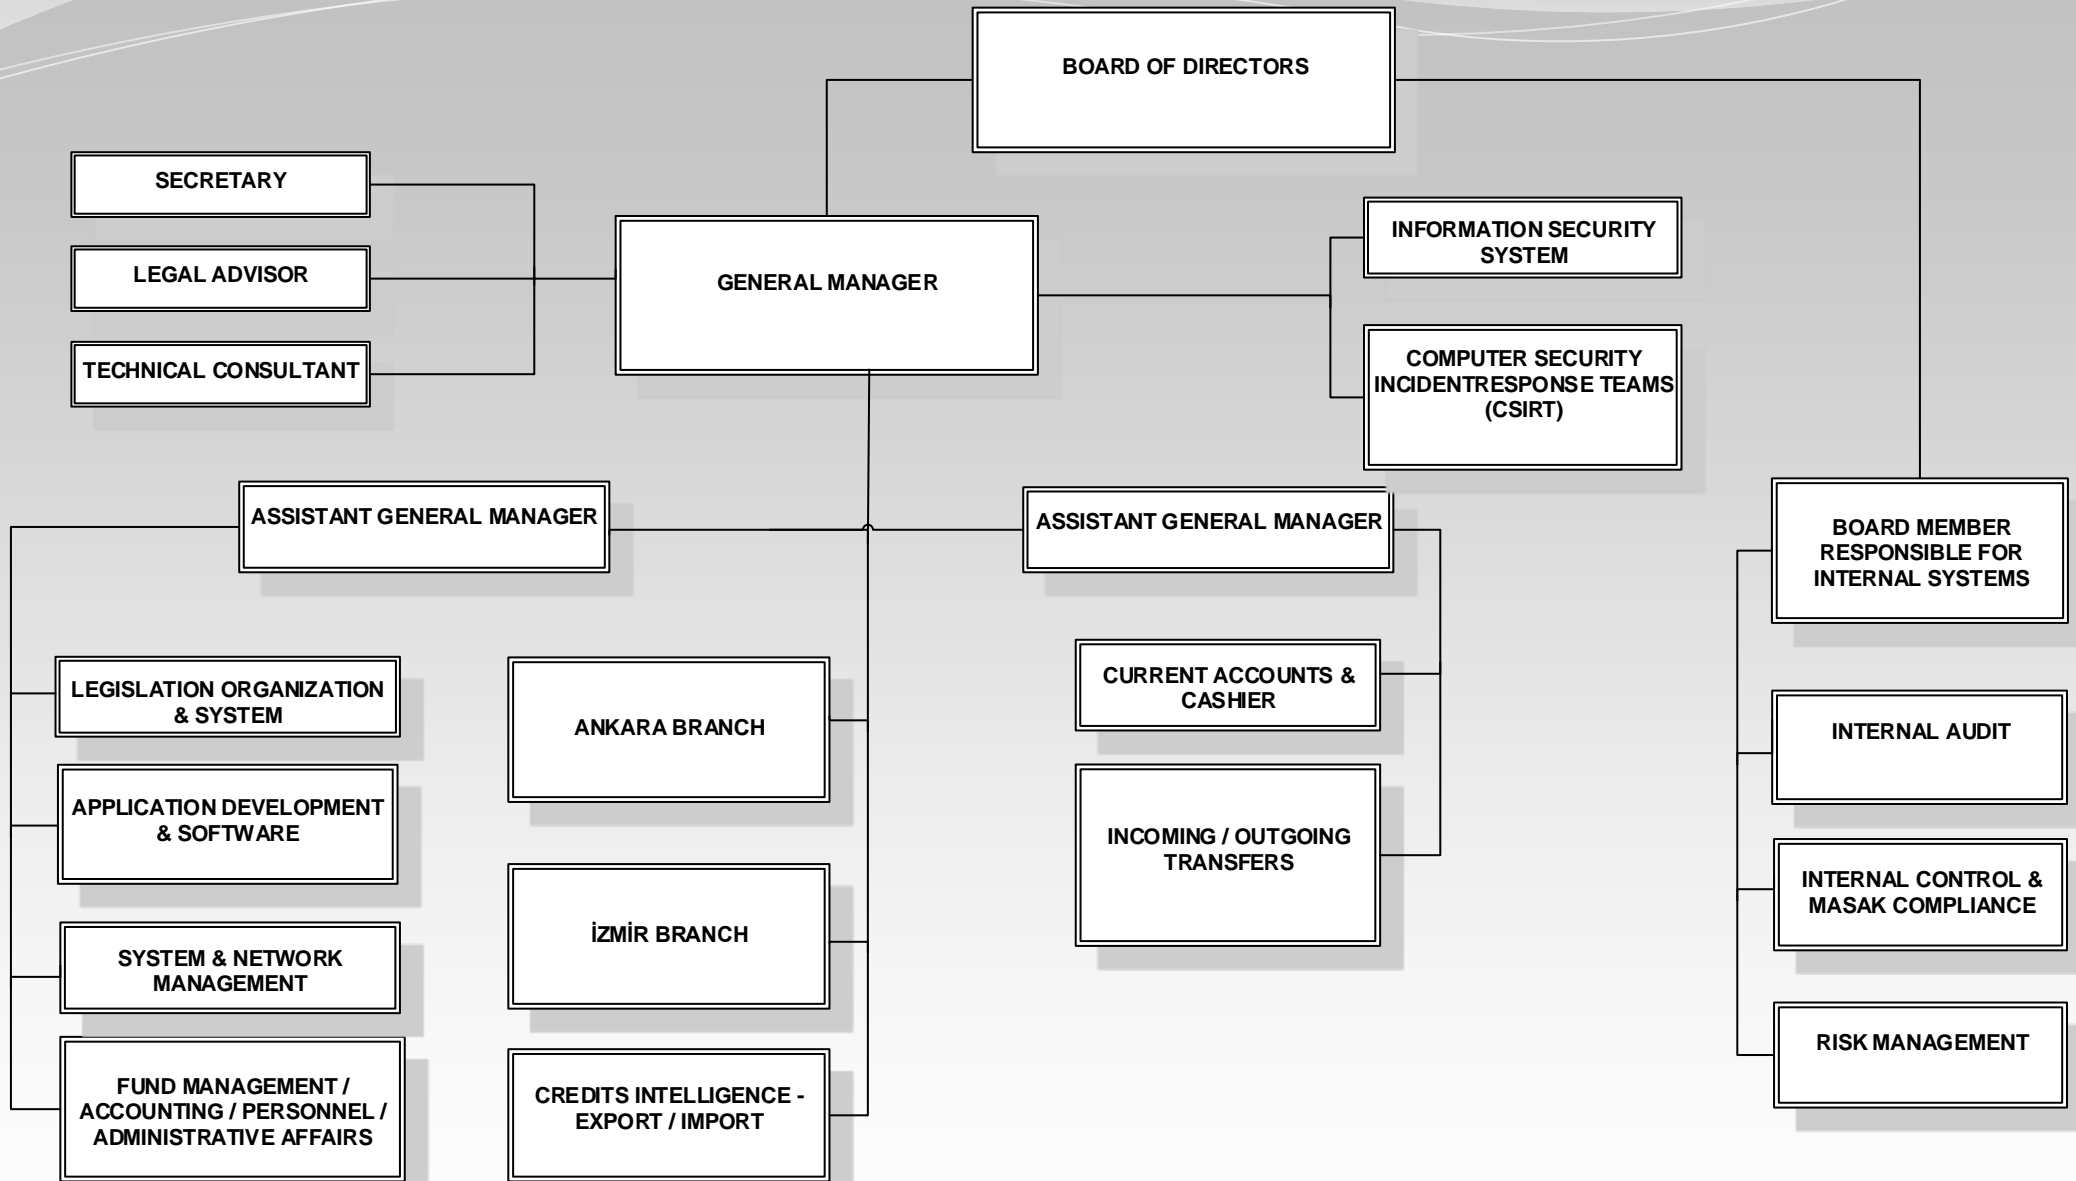 BOARD OF DIRECTORS
SECRETARY
LEGAL ADVISOR
TECHNICAL CONSULTANT
GENERAL MANAGER
INFORMATION SECURITY
SYSTEM
COMPUTER SECURITY
INCIDENTRESPONSE TEAMS
(CSIRT)
ASSISTANT GENERAL MANAGER
ASSISTANT GENERAL MANAGER
BOARD MEMBER
RESPONSIBLE FOR
INTERNAL SYSTEMS
LEGISLATION ORGANIZATION
& SYSTEM
APPLICATION DEVELOPMENT
& SOFTWARE
SYSTEM & NETWORK
MANAGEMENT
FUND MANAGEMENT /
ACCOUNTING / PERSONNEL /
ADMINISTRATIVE AFFAIRS
ANKARA BRANCH
İZMİR BRANCH
CREDITS INTELLIGENCE -
EXPORT / IMPORT
CURRENT ACCOUNTS &
CASHIER
INCOMING / OUTGOING
TRANSFERS
INTERNAL AUDIT
INTERNAL CONTROL &
MASAK COMPLIANCE
RISK MANAGEMENT